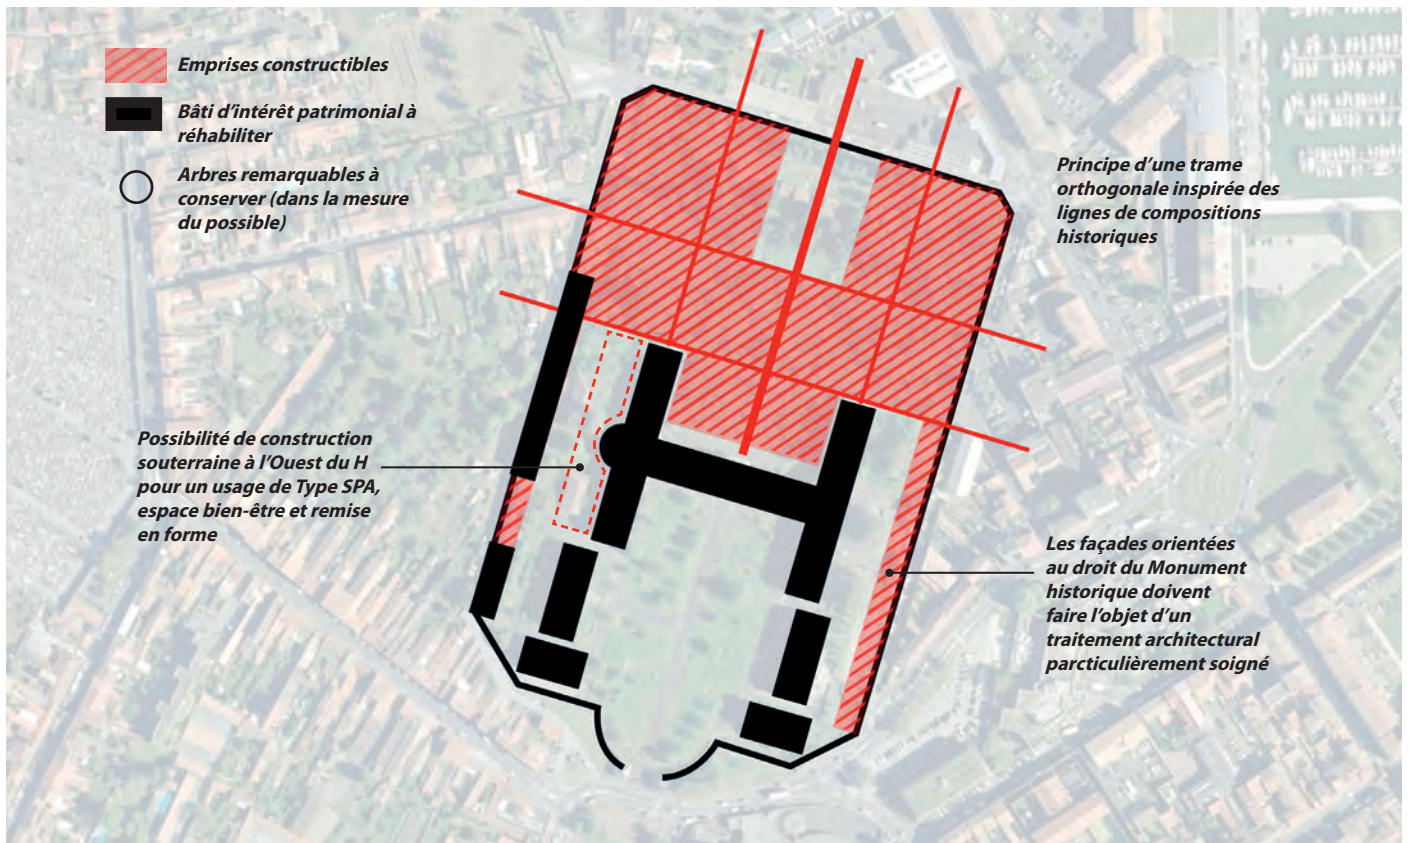 Emprises constructibles
Bâti d’intérêt patrimonial à
réhabiliter
Arbres remarquables à
conserver (dans la mesure
du possible)
Principe d’une trame
orthogonale inspirée des
lignes de compositions
historiques
Possibilité de construction
souterraine à l’Ouest du H
pour un usage de Type SPA,
espace bien-être et remise
en forme
Les façades orientées
au droit du Monument
historique doivent
faire l’objet d’un
traitement architectural
parcticulièrement soigné